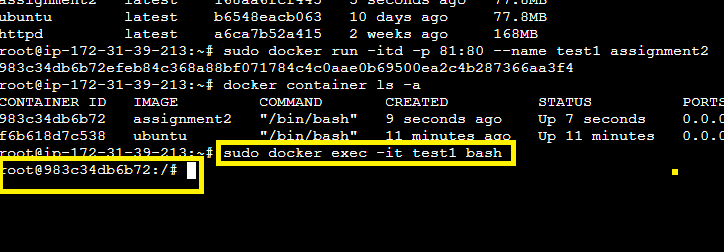 assignment2   latest    168aa6fcf445   5 seconds ago   77.8MB
ubuntu        latest    b6548eacb063   10 days ago     77.8MB
httpd         latest    a6ca7b52a415   2 weeks ago     168MB
root@ip-172-31-39-213:~# sudo docker run -itd -p 81:80 --name test1 assignment2
983c34db6b72efeb84c368a88bf071784c4c0aae0b69500ea2c4b287366aa3f4
root@ip-172-31-39-213:~# docker container ls -a
CONTAINER ID   IMAGE         COMMAND       CREATED          STATUS          PORTS
983c34db6b72   assignment2   "/bin/bash"   9 seconds ago    Up 7 seconds    0.0.0
f6b618d7c538   ubuntu        "/bin/bash"   11 minutes ago   Up 11 minutes   0.0.0
root@ip-172-31-39-213:~# sudo docker exec -it test1 bash
root@983c34db6b72:/#